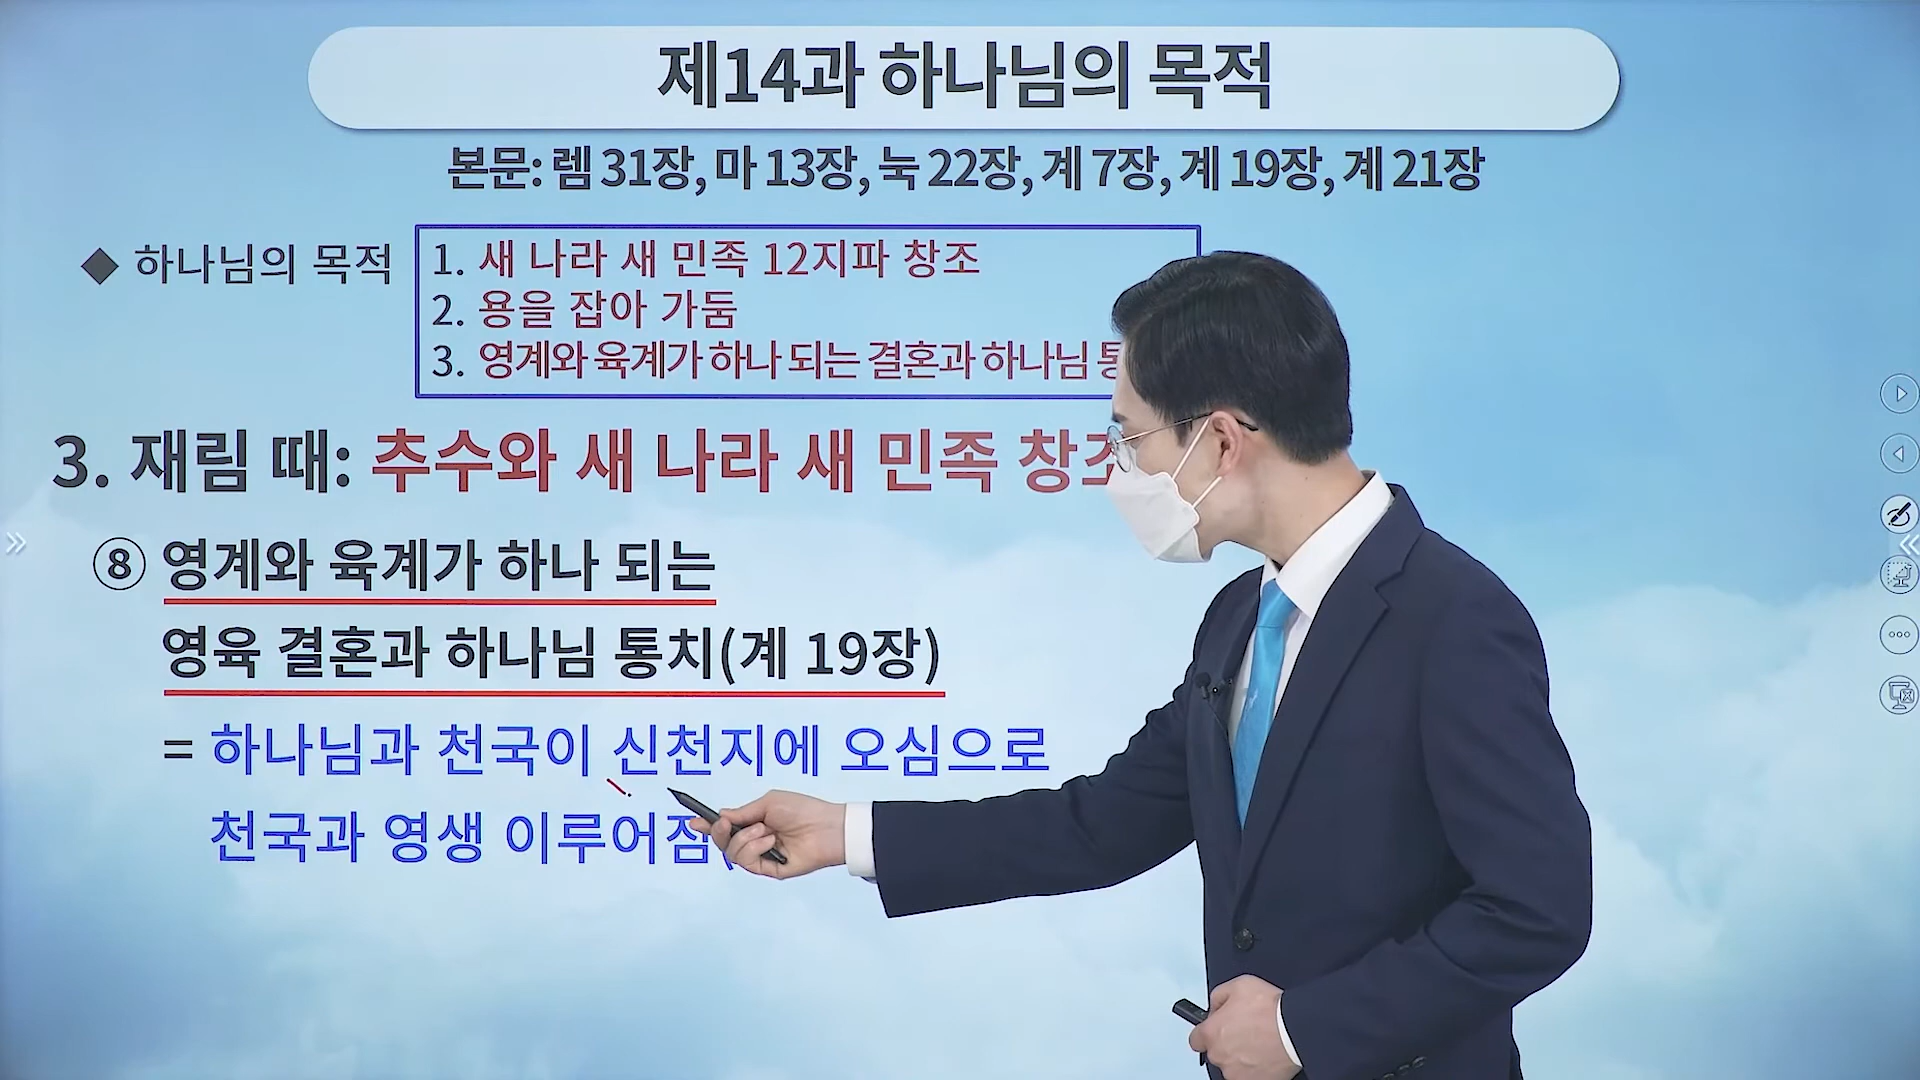 제14과 하나님의 목적
본문: 렘 31장, 마 13장, 눅 22장, 계 7장, 계 19장, 계 21장
◆ 하나님의 목적
1. 새 나라 새 민족 12지파 창조
2. 용을 잡아 가둠
3. 영계와 육계가 하나 되는 결혼과 하나님
3. 재림 때: 추수와 새 나라 새 민족
⑧ 영계와 육계가 하나 되는
영육 결혼과 하나님 통치(계 19장)
= 하나님과 천국이 신천지에 오심으로
천국과 영생 이루어짐